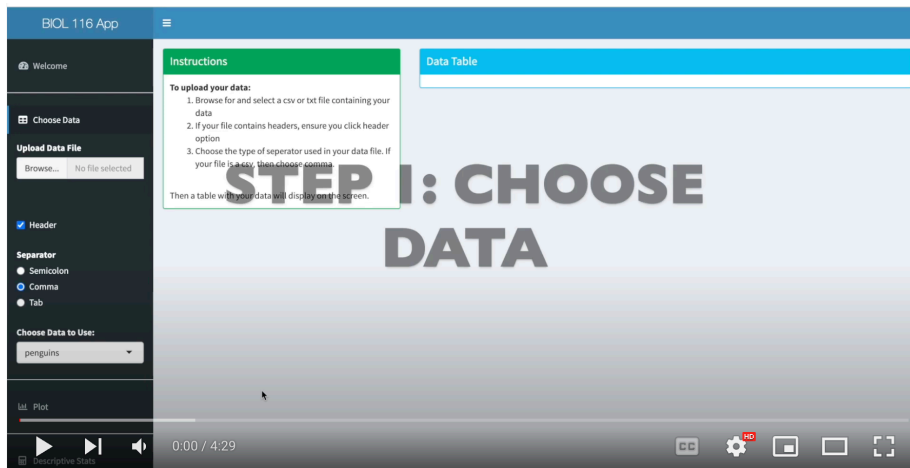 BIOL 116 App
Welcome
Choose Data
Upload Data File
Browse... No file selected
Header
Separator
Semicolon
Comma
Tab
Choose Data to Use:
penguins
Plot
Descriptive Stats
Instructions
To upload your data:
1. Browse for and select a csv or txt file containing your
data
2. If your file contains headers, ensure you click header
option
3. Choose the type of seperator used in your data file. If
your file is a csv, then choose comma.
Then a table with your data will display on the screen.
Data Table
STEP 1: CHOOSE
DATA
0:00 / 4:29
CC
HD